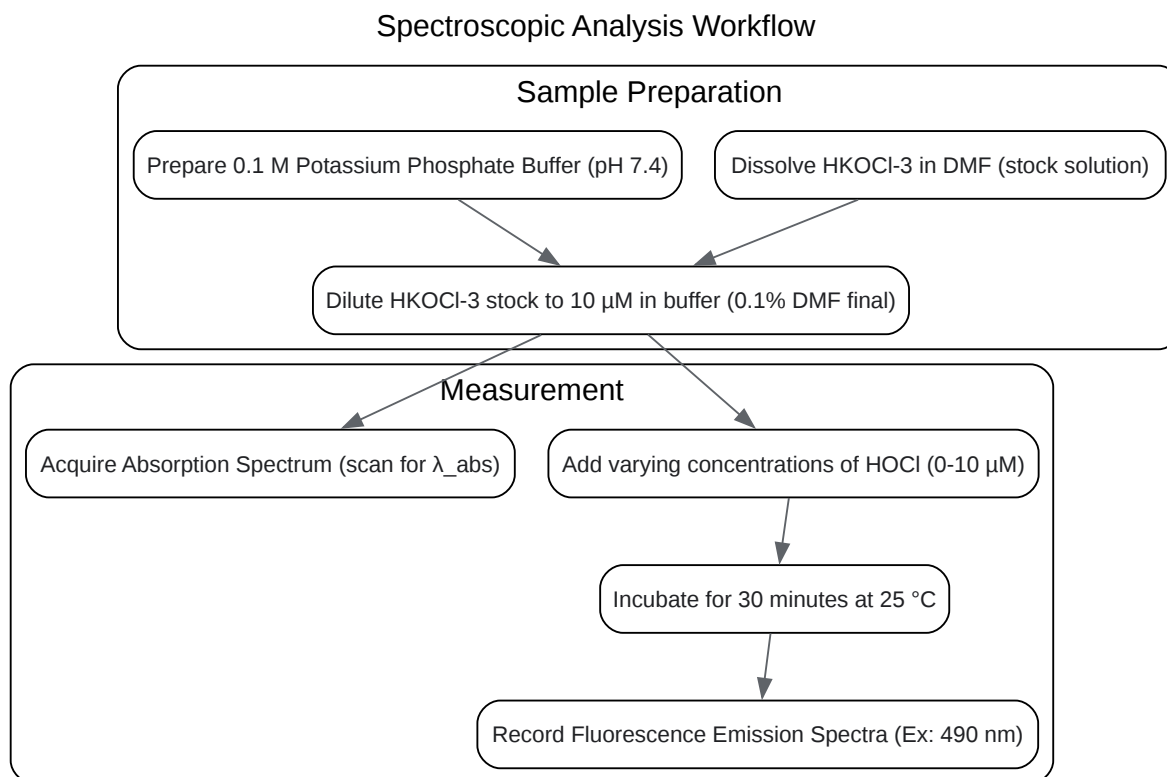 Spectroscopic Analysis Workflow
Sample Preparation
Prepare 0.1 M Potassium Phosphate Buffer (pH 7.4)
Dissolve HKOCl-3 in DMF (stock solution)
Dilute HKOCl-3 stock to 10 µM in buffer (0.1% DMF final)
Measurement
Acquire Absorption Spectrum (scan for λ_abs)
Add varying concentrations of HOCl (0-10 µM)
Incubate for 30 minutes at 25 °C
Record Fluorescence Emission Spectra (Ex: 490 nm)